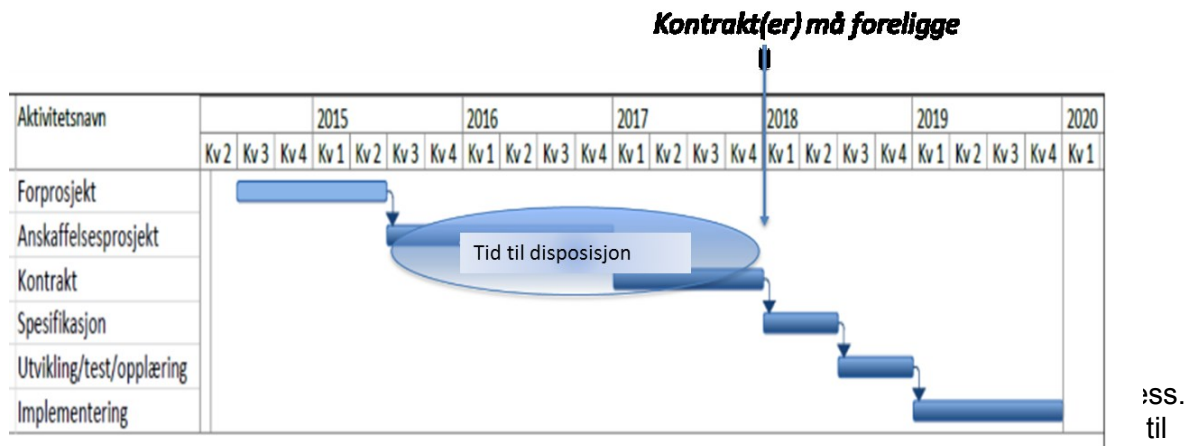 Kontrakt(er) må foreligge
Aktivitetsnavn 2015 2016 2017 2018 2019 2020
Kv 2 Kv 3 Kv 4 Kv 1 Kv 2 Kv 3 Kv 4 Kv 1 Kv 2 Kv 3 Kv 4 Kv 1 Kv 2 Kv 3 Kv 4 Kv 1 Kv 2 Kv 3 Kv 4 Kv 1 Kv 2 Kv 3 Kv 4 Kv 1
Forprosjekt
Anskaffelsesprosjekt
Tid til disposisjon
Kontrakt
Spesifikasjon
Utvikling/test/opplæring
Implementering
til